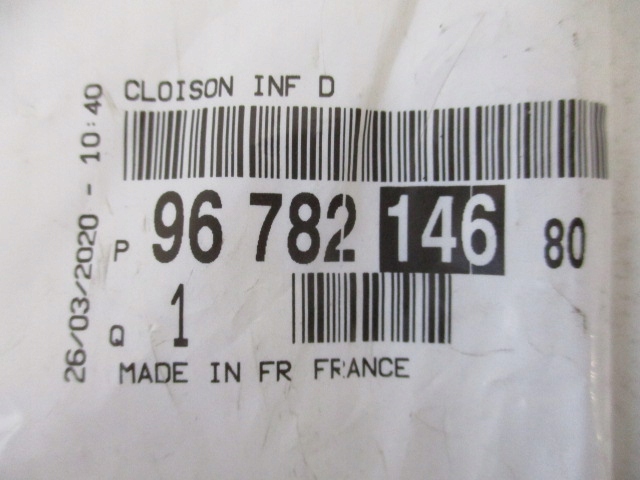 CLOISON INF D
P 96 782 146 80
Q 1
MADE IN FR FRANCE
26/03/2020 - 10:40